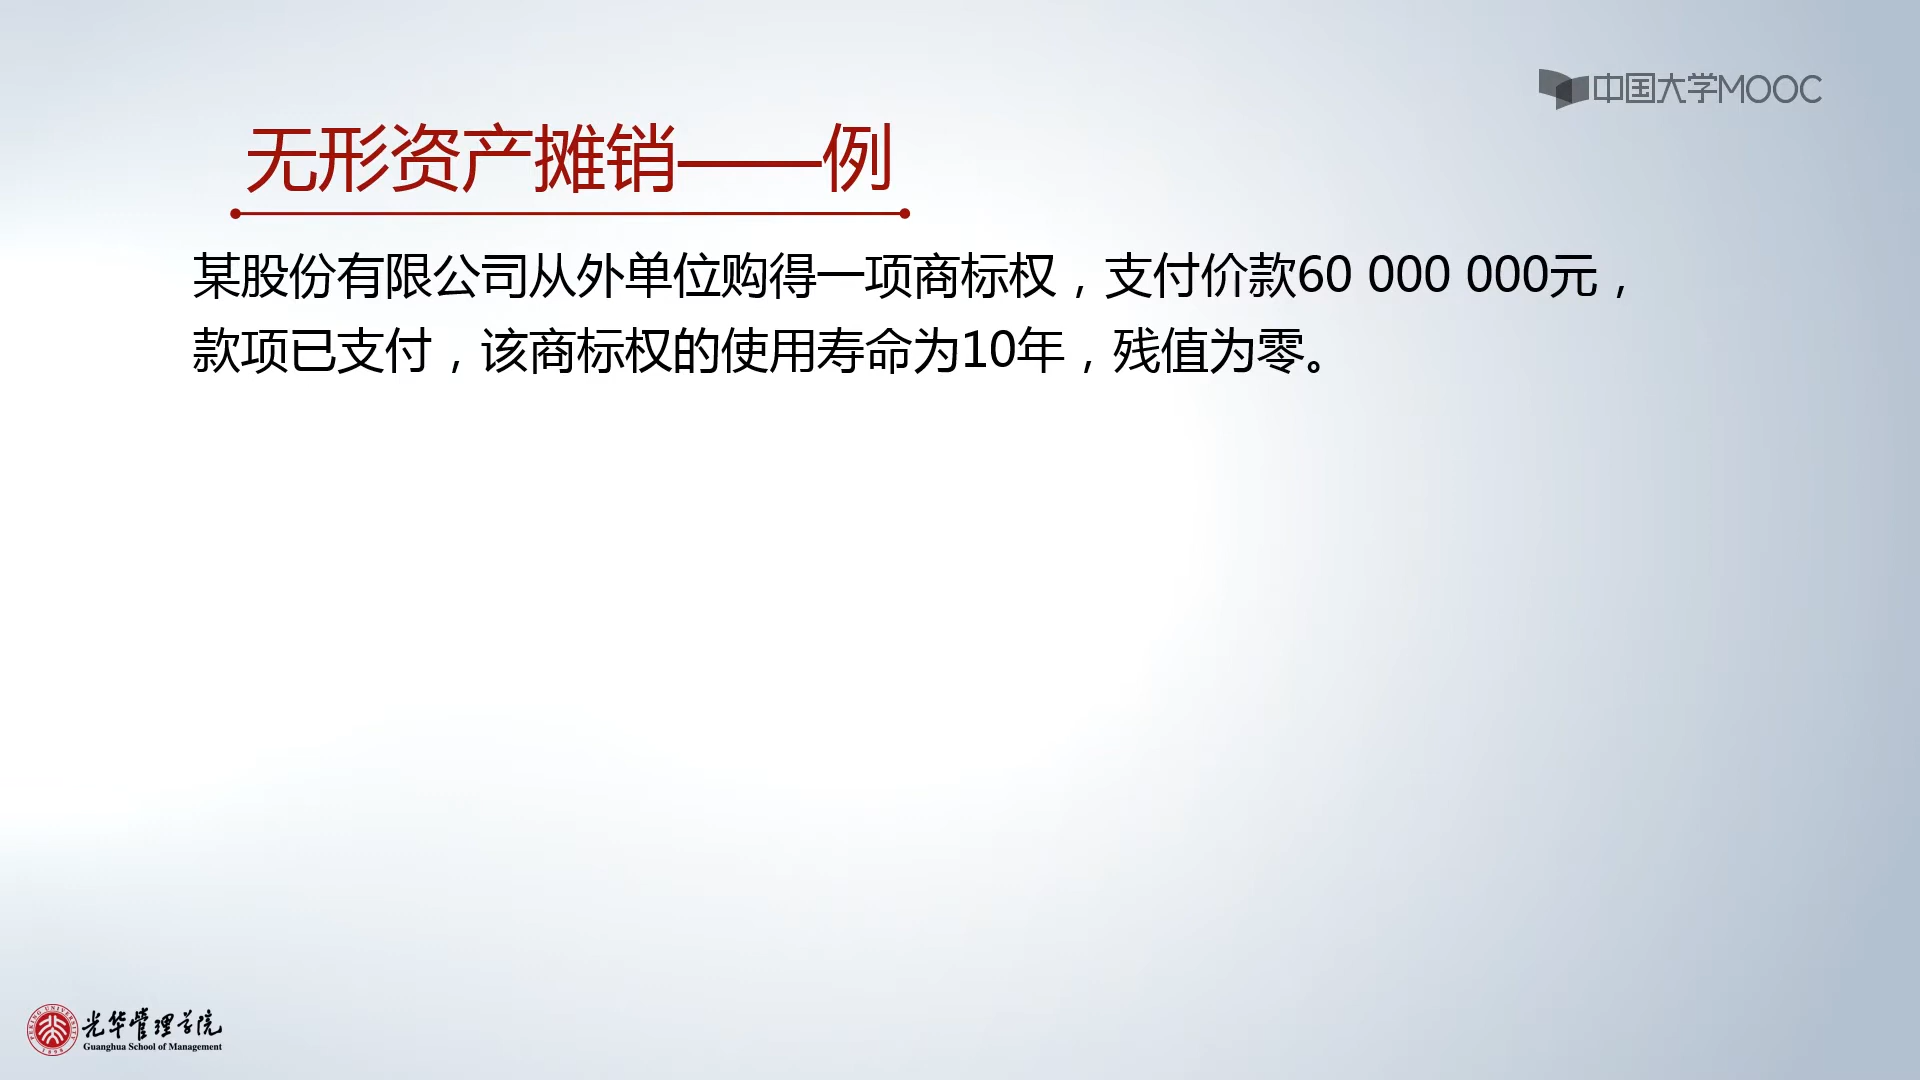 中国大学MOOC
无形资产摊销——例
某股份有限公司从外单位购得一项商标权，支付价款60 000 000元，
款项已支付，该商标权的使用寿命为10年，残值为零。
PEKING UNIVERSITY
1898
光华管理学院
Guanghua School of Management